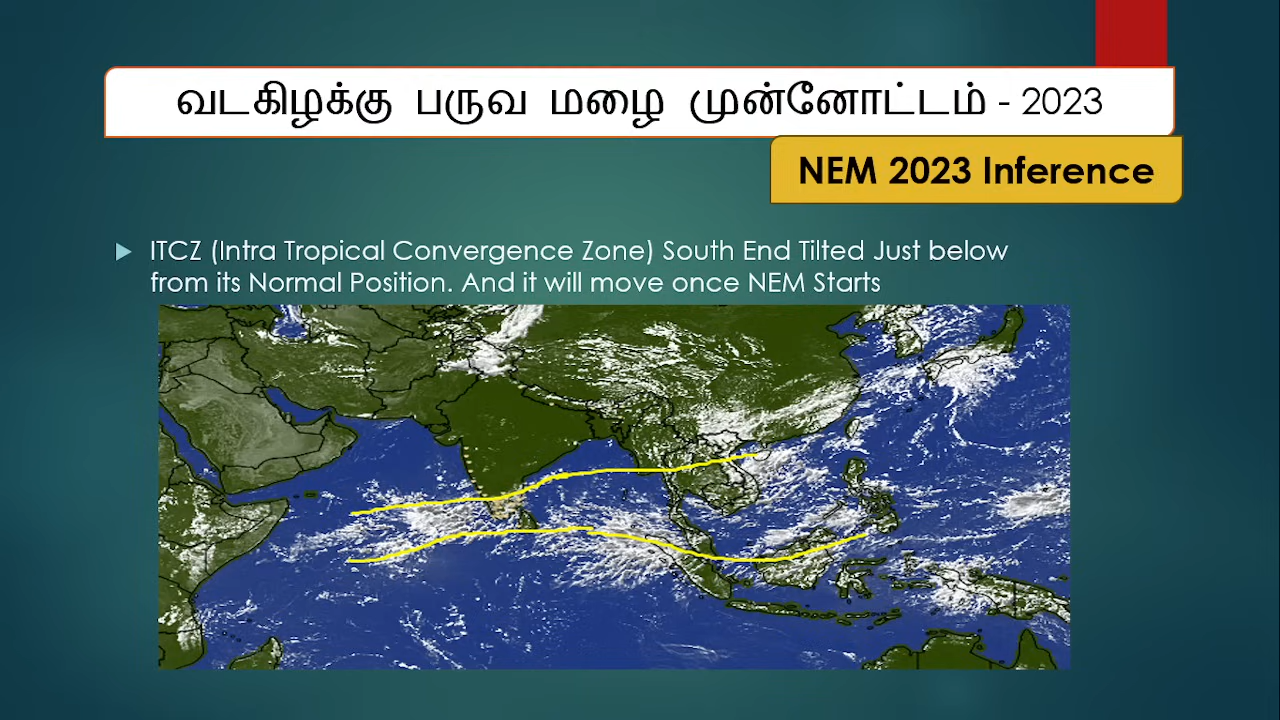 வடகிழக்கு பருவ மழை முன்னோட்டம் - 2023
NEM 2023 Inference
ITCZ (Intra Tropical Convergence Zone) South End Tilted Just below
from its Normal Position. And it will move once NEM Starts